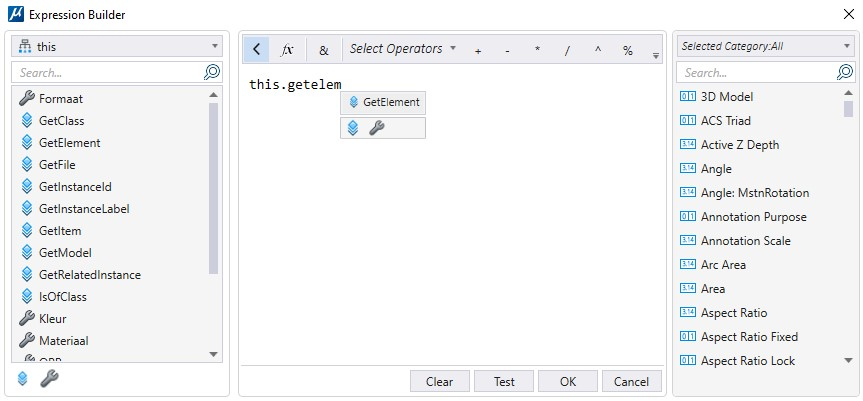 Expression Builder
this
Search...
Formaat
GetClass
GetElement
GetFile
GetInstanceId
GetInstanceLabel
GetItem
GetModel
GetRelatedInstance
IsOfClass
Kleur
Materiaal
fx & Select Operators + - * / ^ %
this.getelem
GetElement
Clear Test OK Cancel
Selected Category:All
Search...
3D Model
ACS Triad
Active Z Depth
Angle
Angle: MstnRotation
Annotation Purpose
Annotation Scale
Arc Area
Area
Aspect Ratio
Aspect Ratio Fixed
Aspect Ratio Lock